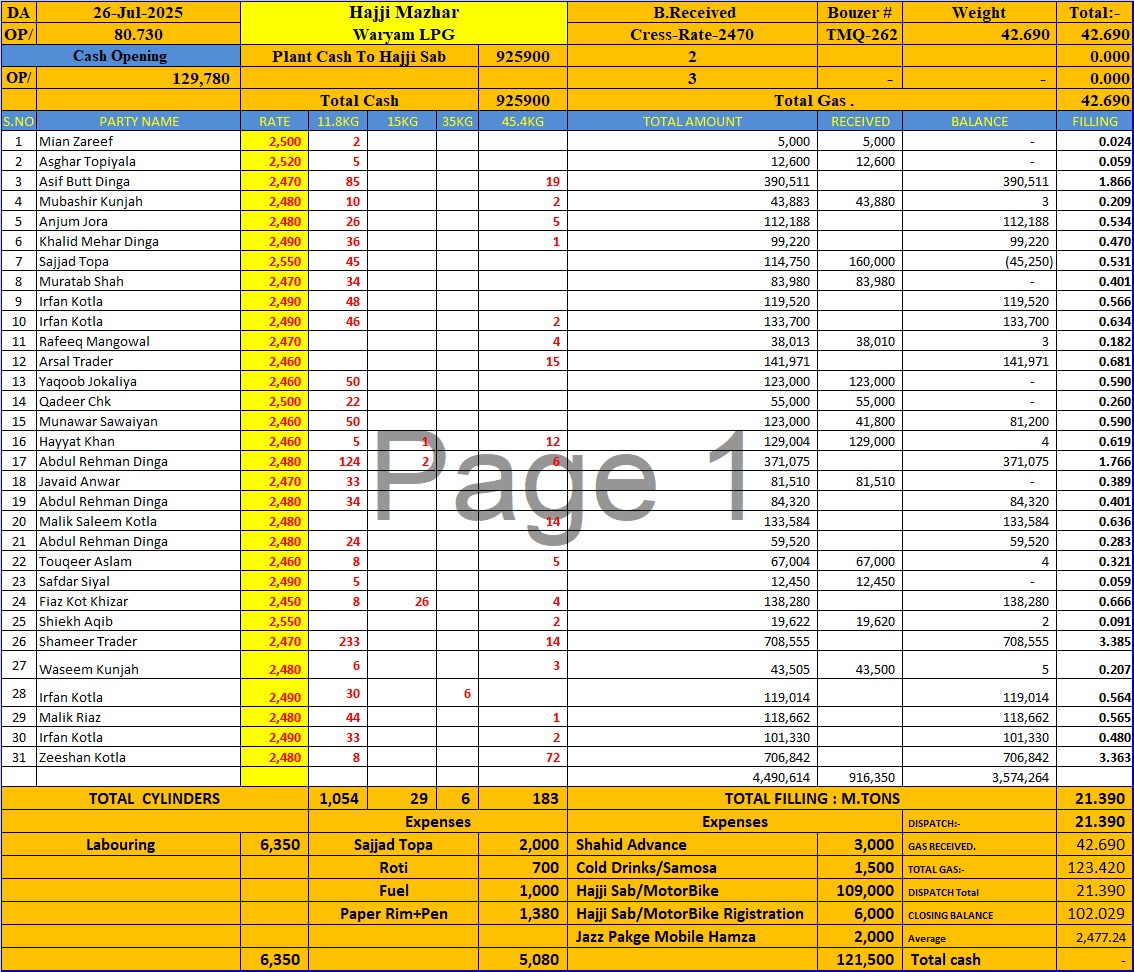 DA 26-Jul-2025 Hajji Mazhar B.Received Bouzer # Weight Total:-
OP/ 80.730 Waryam LPG Cress-Rate-2470 TMQ-262 42.690 42.690
Cash Opening Plant Cash To Hajji Sab 925900 2 0.000
OP/ 129,780 3 - - 0.000
Total Cash 925900 Total Gas . 42.690
S.NO PARTY NAME RATE 11.8KG 15KG 35KG 45.4KG TOTAL AMOUNT RECEIVED BALANCE FILLING
1 Mian Zareef 2,500 2 5,000 5,000 - 0.024
2 Asghar Topiyala 2,520 5 12,600 12,600 - 0.059
3 Asif Butt Dinga 2,470 85 19 390,511 390,511 1.866
4 Mubashir Kunjah 2,480 10 2 43,883 43,880 3 0.209
5 Anjum Jora 2,480 26 5 112,188 112,188 0.534
6 Khalid Mehar Dinga 2,490 36 1 99,220 99,220 0.470
7 Sajjad Topa 2,550 45 114,750 160,000 (45,250) 0.531
8 Muratab Shah 2,470 34 83,980 83,980 - 0.401
9 Irfan Kotla 2,490 48 119,520 119,520 0.566
10 Irfan Kotla 2,490 46 2 133,700 133,700 0.634
11 Rafeeq Mangowal 2,470 4 38,013 38,010 3 0.182
12 Arsal Trader 2,460 15 141,971 141,971 0.681
13 Yaqoob Jokaliya 2,460 50 123,000 123,000 - 0.590
14 Qadeer Chk 2,500 22 55,000 55,000 - 0.260
15 Munawar Sawaiyan 2,460 50 123,000 41,800 81,200 0.590
16 Hayyat Khan 2,460 5 1 12 129,004 129,000 4 0.619
17 Abdul Rehman Dinga 2,480 124 2 6 371,075 371,075 1.766
18 Javaid Anwar 2,470 33 81,510 81,510 - 0.389
19 Abdul Rehman Dinga 2,480 34 84,320 84,320 0.401
20 Malik Saleem Kotla 2,480 14 133,584 133,584 0.636
21 Abdul Rehman Dinga 2,480 24 59,520 59,520 0.283
22 Touqeer Aslam 2,460 8 5 67,004 67,000 4 0.321
23 Safdar Siyal 2,490 5 12,450 12,450 - 0.059
24 Fiaz Kot Khizar 2,450 8 26 4 138,280 138,280 0.666
25 Shiekh Aqib 2,550 2 19,622 19,620 2 0.091
26 Shameer Trader 2,470 233 14 708,555 708,555 3.385
27 Waseem Kunjah 2,480 6 3 43,505 43,500 5 0.207
28 Irfan Kotla 2,490 30 6 119,014 119,014 0.564
29 Malik Riaz 2,480 44 1 118,662 118,662 0.565
30 Irfan Kotla 2,490 33 2 101,330 101,330 0.480
31 Zeeshan Kotla 2,480 8 72 706,842 706,842 3.363
4,490,614 916,350 3,574,264
Page 1
TOTAL CYLINDERS 1,054 29 6 183 TOTAL FILLING : M.TONS 21.390
Expenses Expenses DISPATCH:- 21.390
Labouring 6,350 Sajjad Topa 2,000 Shahid Advance 3,000 GAS RECEIVED. 42.690
Roti 700 Cold Drinks/Samosa 1,500 TOTAL GAS:- 123.420
Fuel 1,000 Hajji Sab/MotorBike 109,000 DISPATCH Total 21.390
Paper Rim+Pen 1,380 Hajji Sab/MotorBike Rigistration 6,000 CLOSING BALANCE 102.029
Jazz Pakge Mobile Hamza 2,000 Average 2,477.24
6,350 5,080 121,500 Total cash -